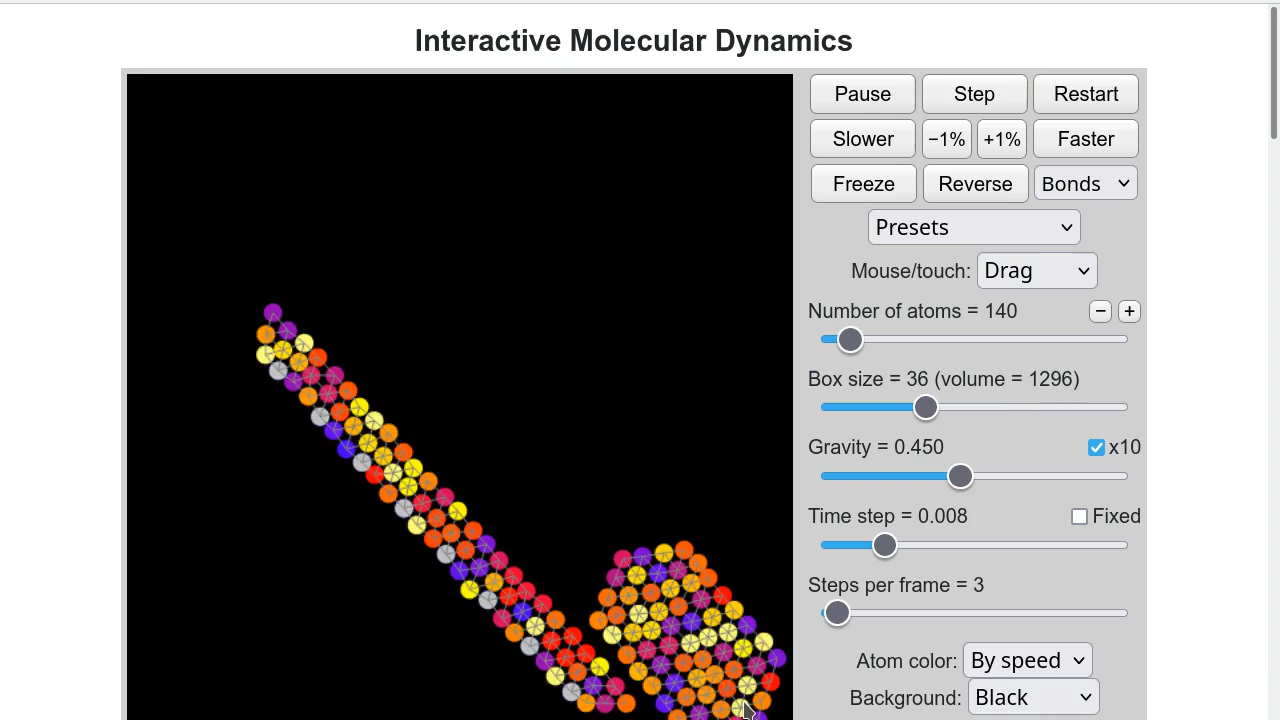 Interactive Molecular Dynamics
Pause Step Restart
Slower −1% +1% Faster
Freeze Reverse Bonds
Presets
Mouse/touch: Drag
Number of atoms = 140 − +
Box size = 36 (volume = 1296)
Gravity = 0.450 x10
Time step = 0.008 Fixed
Steps per frame = 3
Atom color: By speed
Background: Black